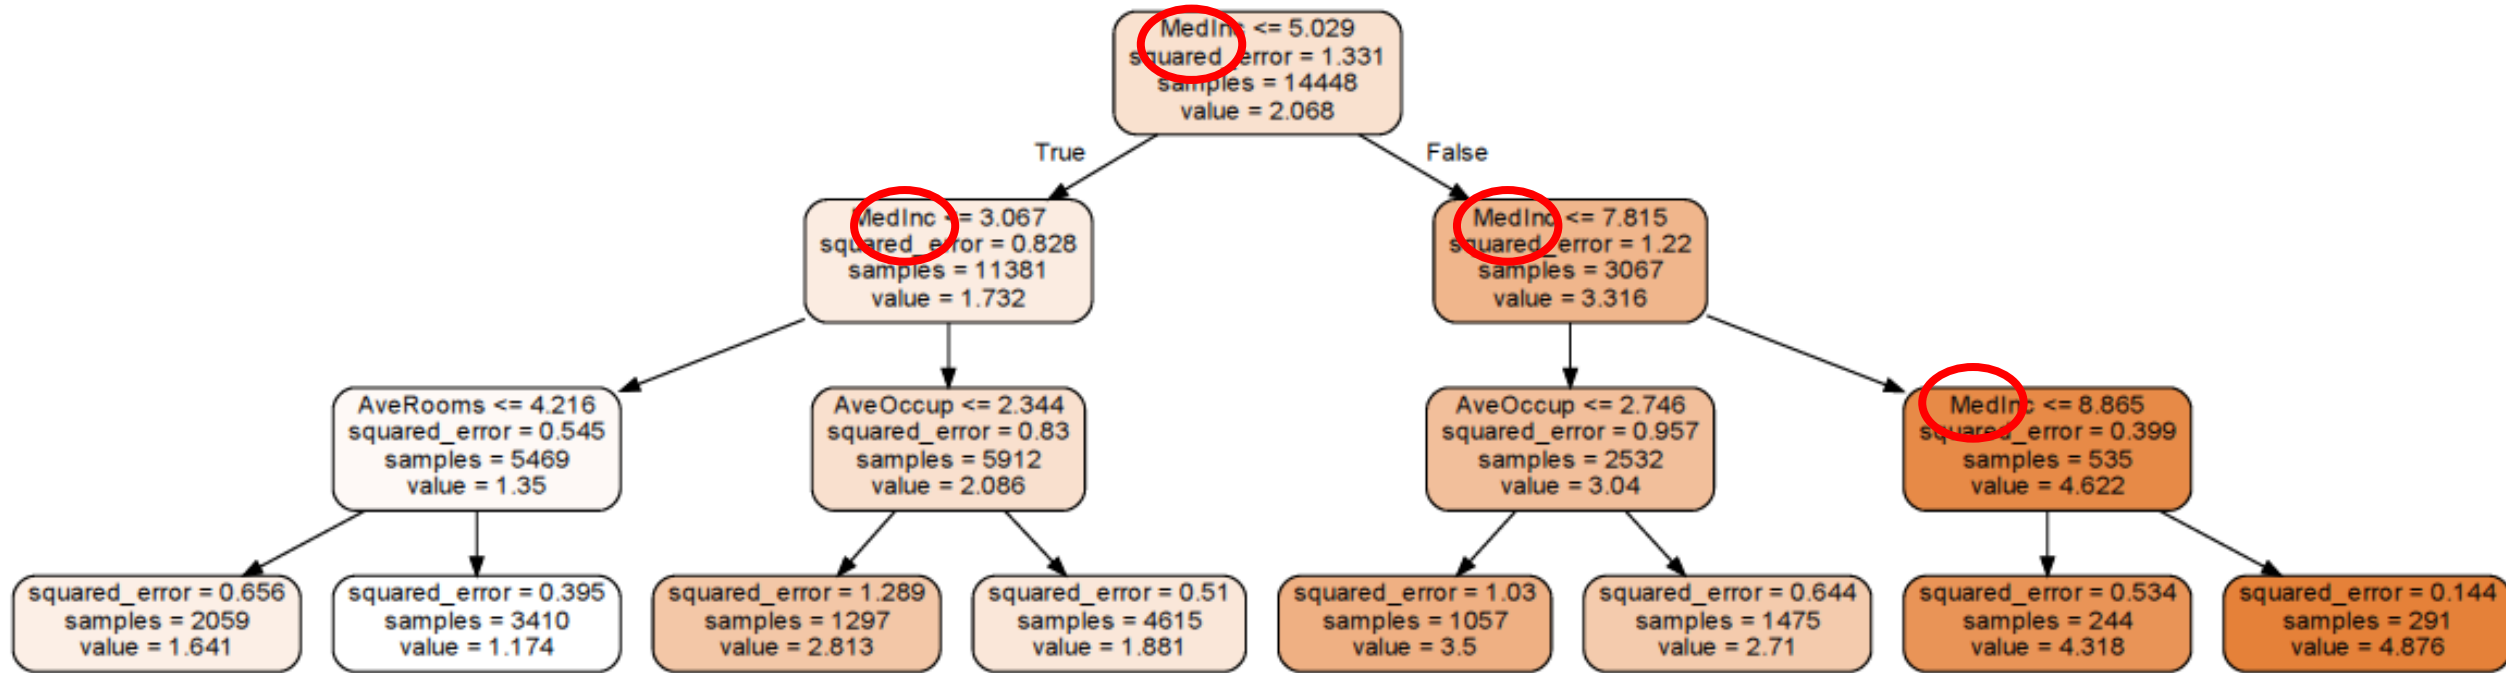 MedInc <= 5.029
squared_error = 1.331
samples = 14448
value = 2.068
True
False
MedInc <= 3.067
squared_error = 0.828
samples = 11381
value = 1.732
MedInc <= 7.815
squared_error = 1.22
samples = 3067
value = 3.316
AveRooms <= 4.216
squared_error = 0.545
samples = 5469
value = 1.35
AveOccup <= 2.344
squared_error = 0.83
samples = 5912
value = 2.086
AveOccup <= 2.746
squared_error = 0.957
samples = 2532
value = 3.04
MedInc <= 8.865
squared_error = 0.399
samples = 535
value = 4.622
squared_error = 0.656
samples = 2059
value = 1.641
squared_error = 0.395
samples = 3410
value = 1.174
squared_error = 1.289
samples = 1297
value = 2.813
squared_error = 0.51
samples = 4615
value = 1.881
squared_error = 1.03
samples = 1057
value = 3.5
squared_error = 0.644
samples = 1475
value = 2.71
squared_error = 0.534
samples = 244
value = 4.318
squared_error = 0.144
samples = 291
value = 4.876